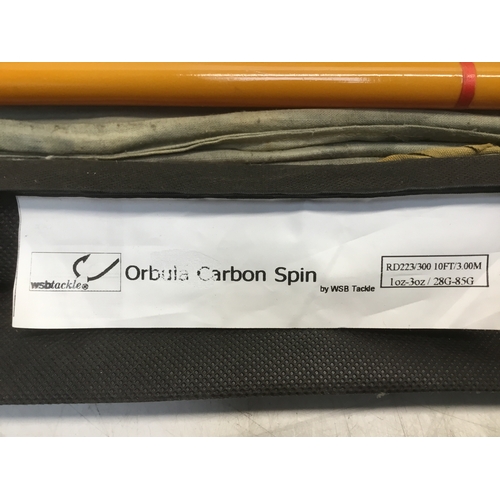 wsbtackle®
Orbula Carbon Spin
by WSB Tackle
RD223/300 10FT/3.00M
1oz-3oz / 28G-85G